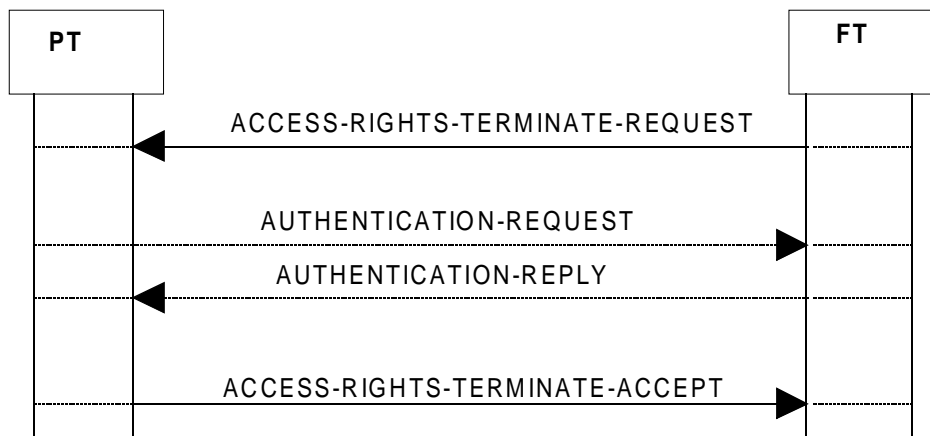 PT
FT
ACCESS-RIGHTS-TERMINATE-REQUEST
AUTHENTICATION-REQUEST
AUTHENTICATION-REPLY
ACCESS-RIGHTS-TERMINATE-ACCEPT